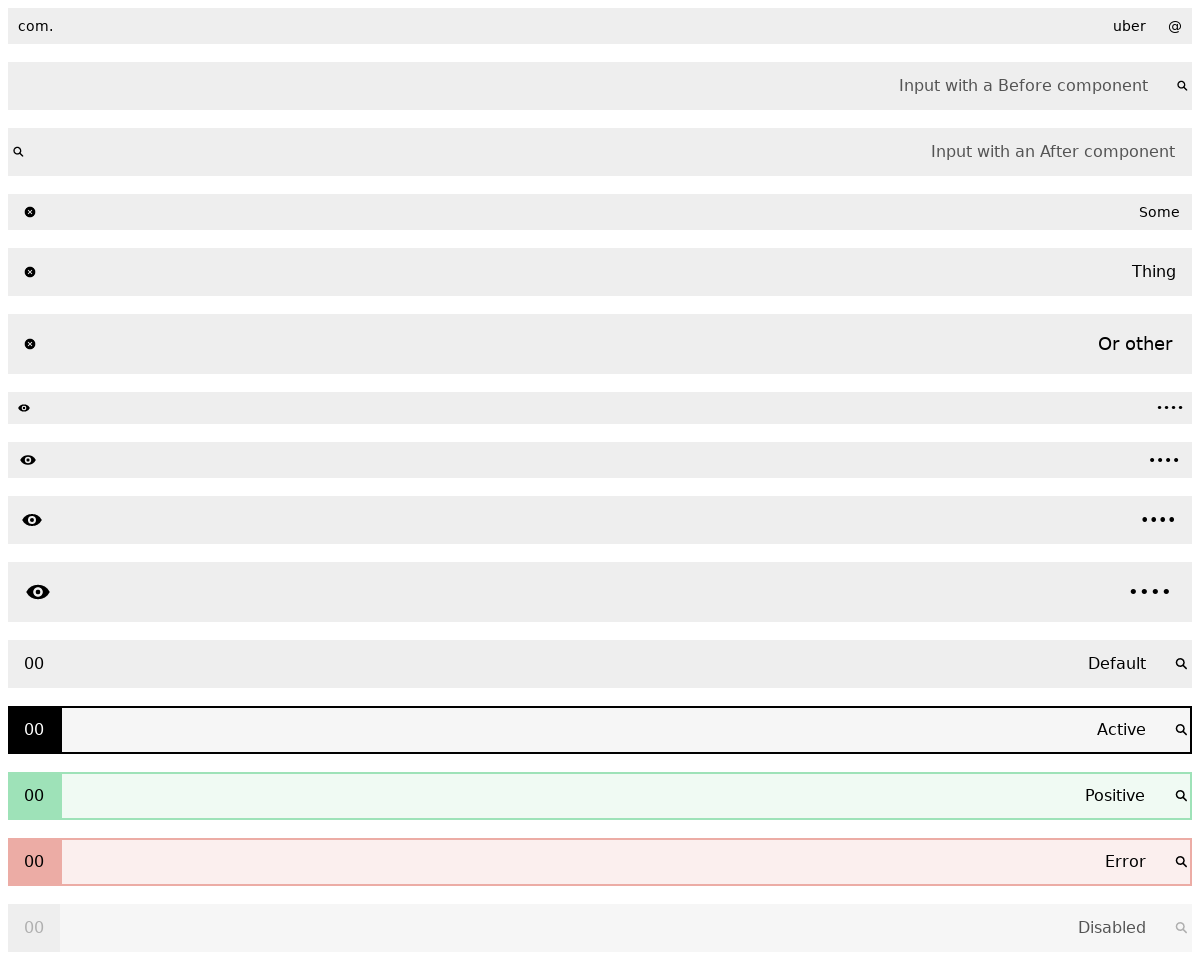 com. uber @
Input with a Before component
Input with an After component
Some
Thing
Or other
••••
••••
••••
••••
00 Default
00 Active
00 Positive
00 Error
00 Disabled